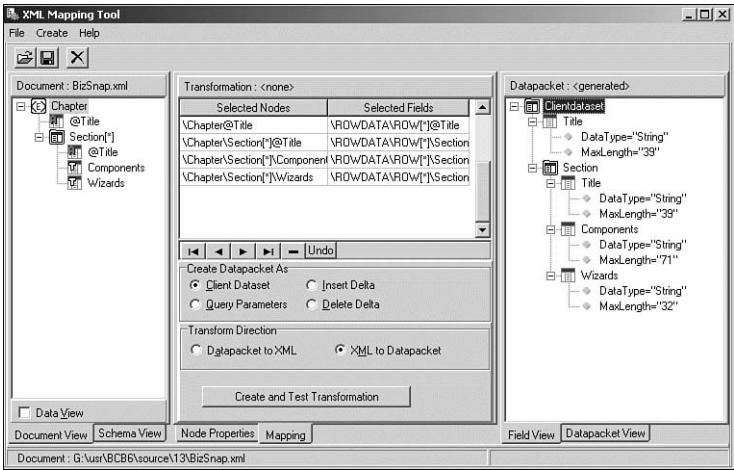 XML Mapping Tool
File Create Help
Document : BizSnap.xml
Chapter
@Title
Section[*]
@Title
Components
Wizards
Data View
Document View Schema View
Transformation : <none>
Selected Nodes Selected Fields
\Chapter@Title \ROWDATA\ROW[*]@Title
\Chapter\Section[*]@Title \ROWDATA\ROW[*]\Section
\Chapter\Section[*]\Component \ROWDATA\ROW[*]\Section
\Chapter\Section[*]\Wizards \ROWDATA\ROW[*]\Section
Undo
Create Datapacket As
Client Dataset Insert Delta
Query Parameters Delete Delta
Transform Direction
Datapacket to XML XML to Datapacket
Create and Test Transformation
Node Properties Mapping
Datapacket : <generated>
Clientdataset
Title
DataType="String"
MaxLength="39"
Section
Title
DataType="String"
MaxLength="39"
Components
DataType="String"
MaxLength="71"
Wizards
DataType="String"
MaxLength="32"
Field View Datapacket View
Document : G:\usr\BCB6\source\13\BizSnap.xml